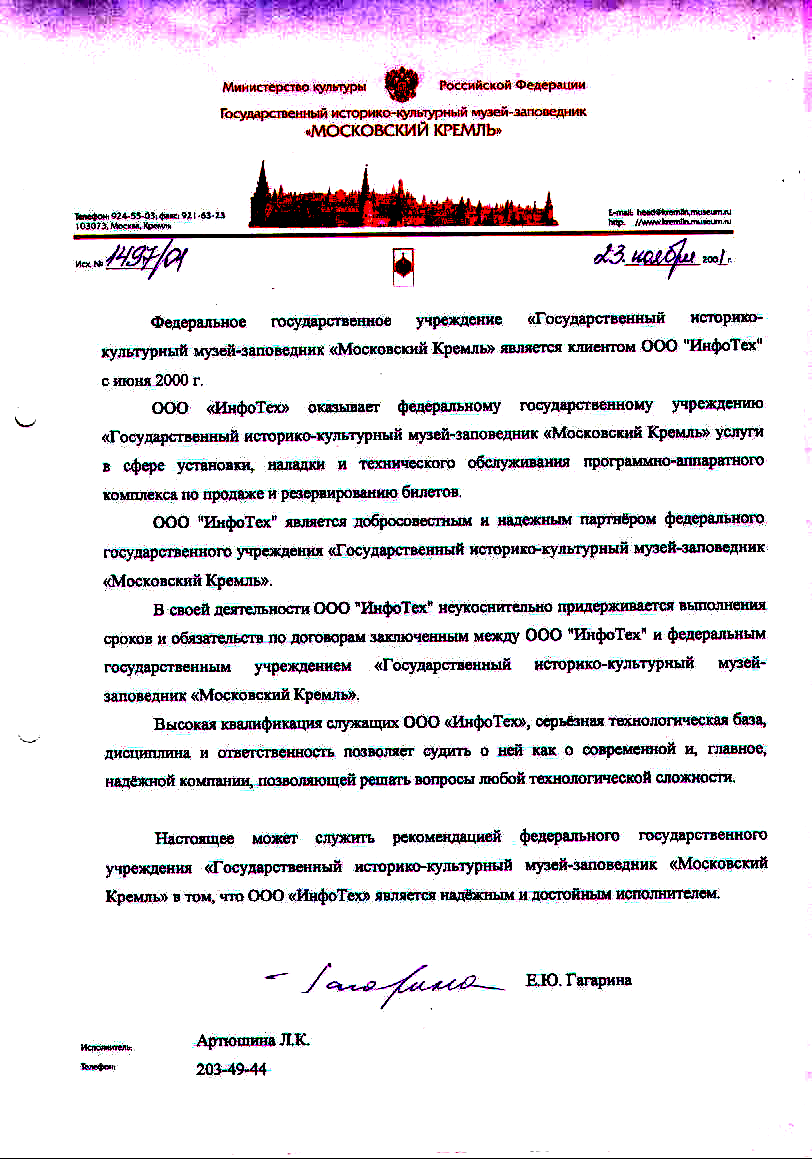 Министерство культуры Российской Федерации
Государственный историко-культурный музей-заповедник
«МОСКОВСКИЙ КРЕМЛЬ»
Телефон: 924-55-03; факс: 921-63-23
103073, Москва, Кремль
E-mail: head@kremlin.museum.ru
http: //www.kremlin.museum.ru
Исх. № 1497/01
23. ноября 2001 г.
Федеральное государственное учреждение «Государственный историко-
культурный музей-заповедник «Московский Кремль» является клиентом ООО "ИнфоТех"
с июня 2000 г.
ООО «ИнфоТех» оказывает федеральному государственному учреждению
«Государственный историко-культурный музей-заповедник «Московский Кремль» услуги
в сфере установки, наладки и технического обслуживания программно-аппаратного
комплекса по продаже и резервированию билетов.
ООО "ИнфоТех" является добросовестным и надежным партнёром федерального
государственного учреждения «Государственный историко-культурный музей-заповедник
«Московский Кремль».
В своей деятельности ООО "ИнфоТех" неукоснительно придерживается выполнения
сроков и обязательств по договорам заключенным между ООО "ИнфоТех" и федеральным
государственным учреждением «Государственный историко-культурный музей-
заповедник «Московский Кремль».
Высокая квалификация служащих ООО «ИнфоТех», серьёзная технологическая база,
дисциплина и ответственность позволяет судить о ней как о современной и, главное,
надёжной компании, позволяющей решать вопросы любой технологической сложности.
Настоящее может служить рекомендацией федерального государственного
учреждения «Государственный историко-культурный музей-заповедник «Московский
Кремль» в том, что ООО «ИнфоТех» является надёжным и достойным исполнителем.
Гагарина Е.Ю. Гагарина
Исполнитель: Артюшина Л.К.
Телефон: 203-49-44